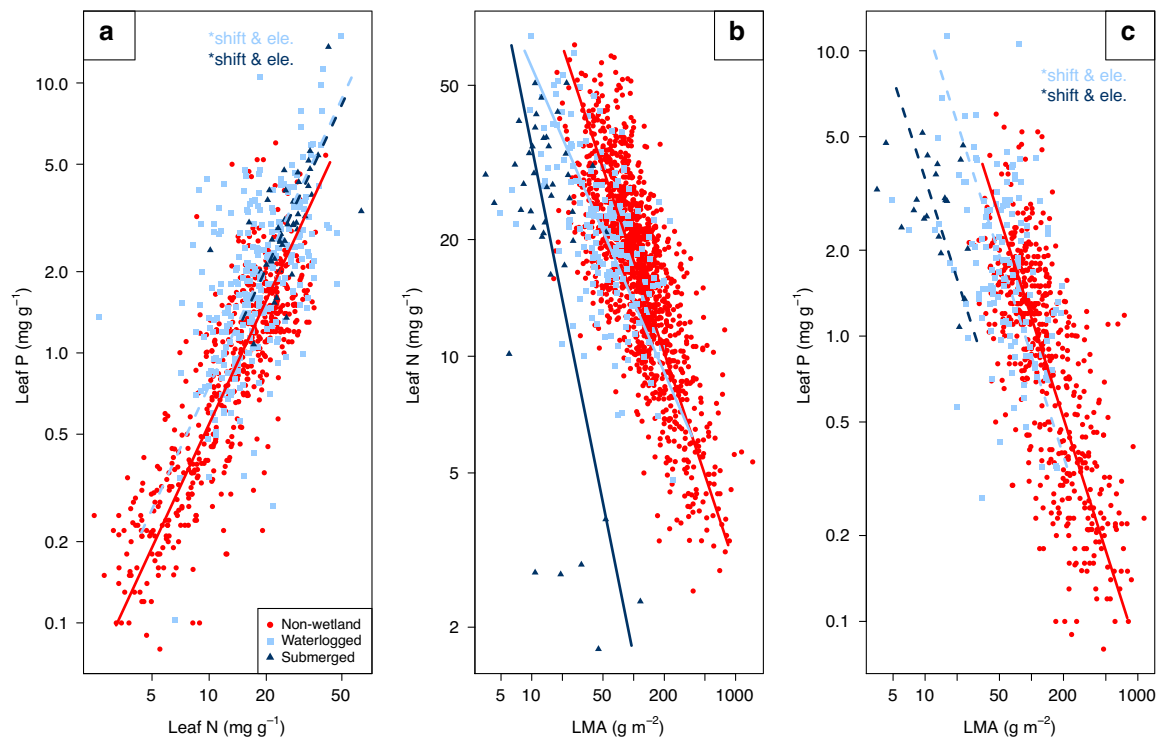 a
*shift & ele.
*shift & ele.
10.0
5.0
2.0
1.0
0.5
0.2
0.1
Leaf P (mg g⁻¹)
Non-wetland
Waterlogged
Submerged
5 10 20 50
Leaf N (mg g⁻¹)
b
50
20
10
5
2
Leaf N (mg g⁻¹)
5 10 50 200 1000
LMA (g m⁻²)
c
*shift & ele.
*shift & ele.
10.0
5.0
2.0
1.0
0.5
0.2
0.1
Leaf P (mg g⁻¹)
5 10 50 200 1000
LMA (g m⁻²)